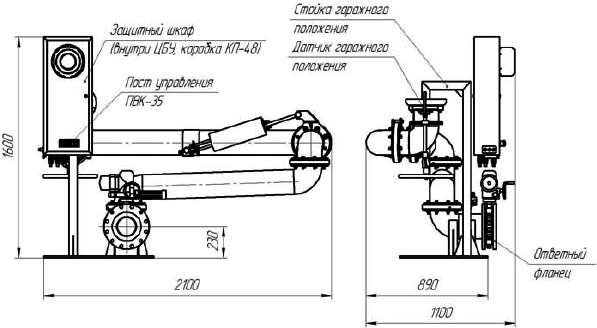 Защитный шкаф
(внутри ЦБУ, коробка КП-48)
Пост управления
ПВК-35
Стойка гаражного
положения
Датчик гаражного
положения
1600
230
2100
890
1100
Ответный
фланец